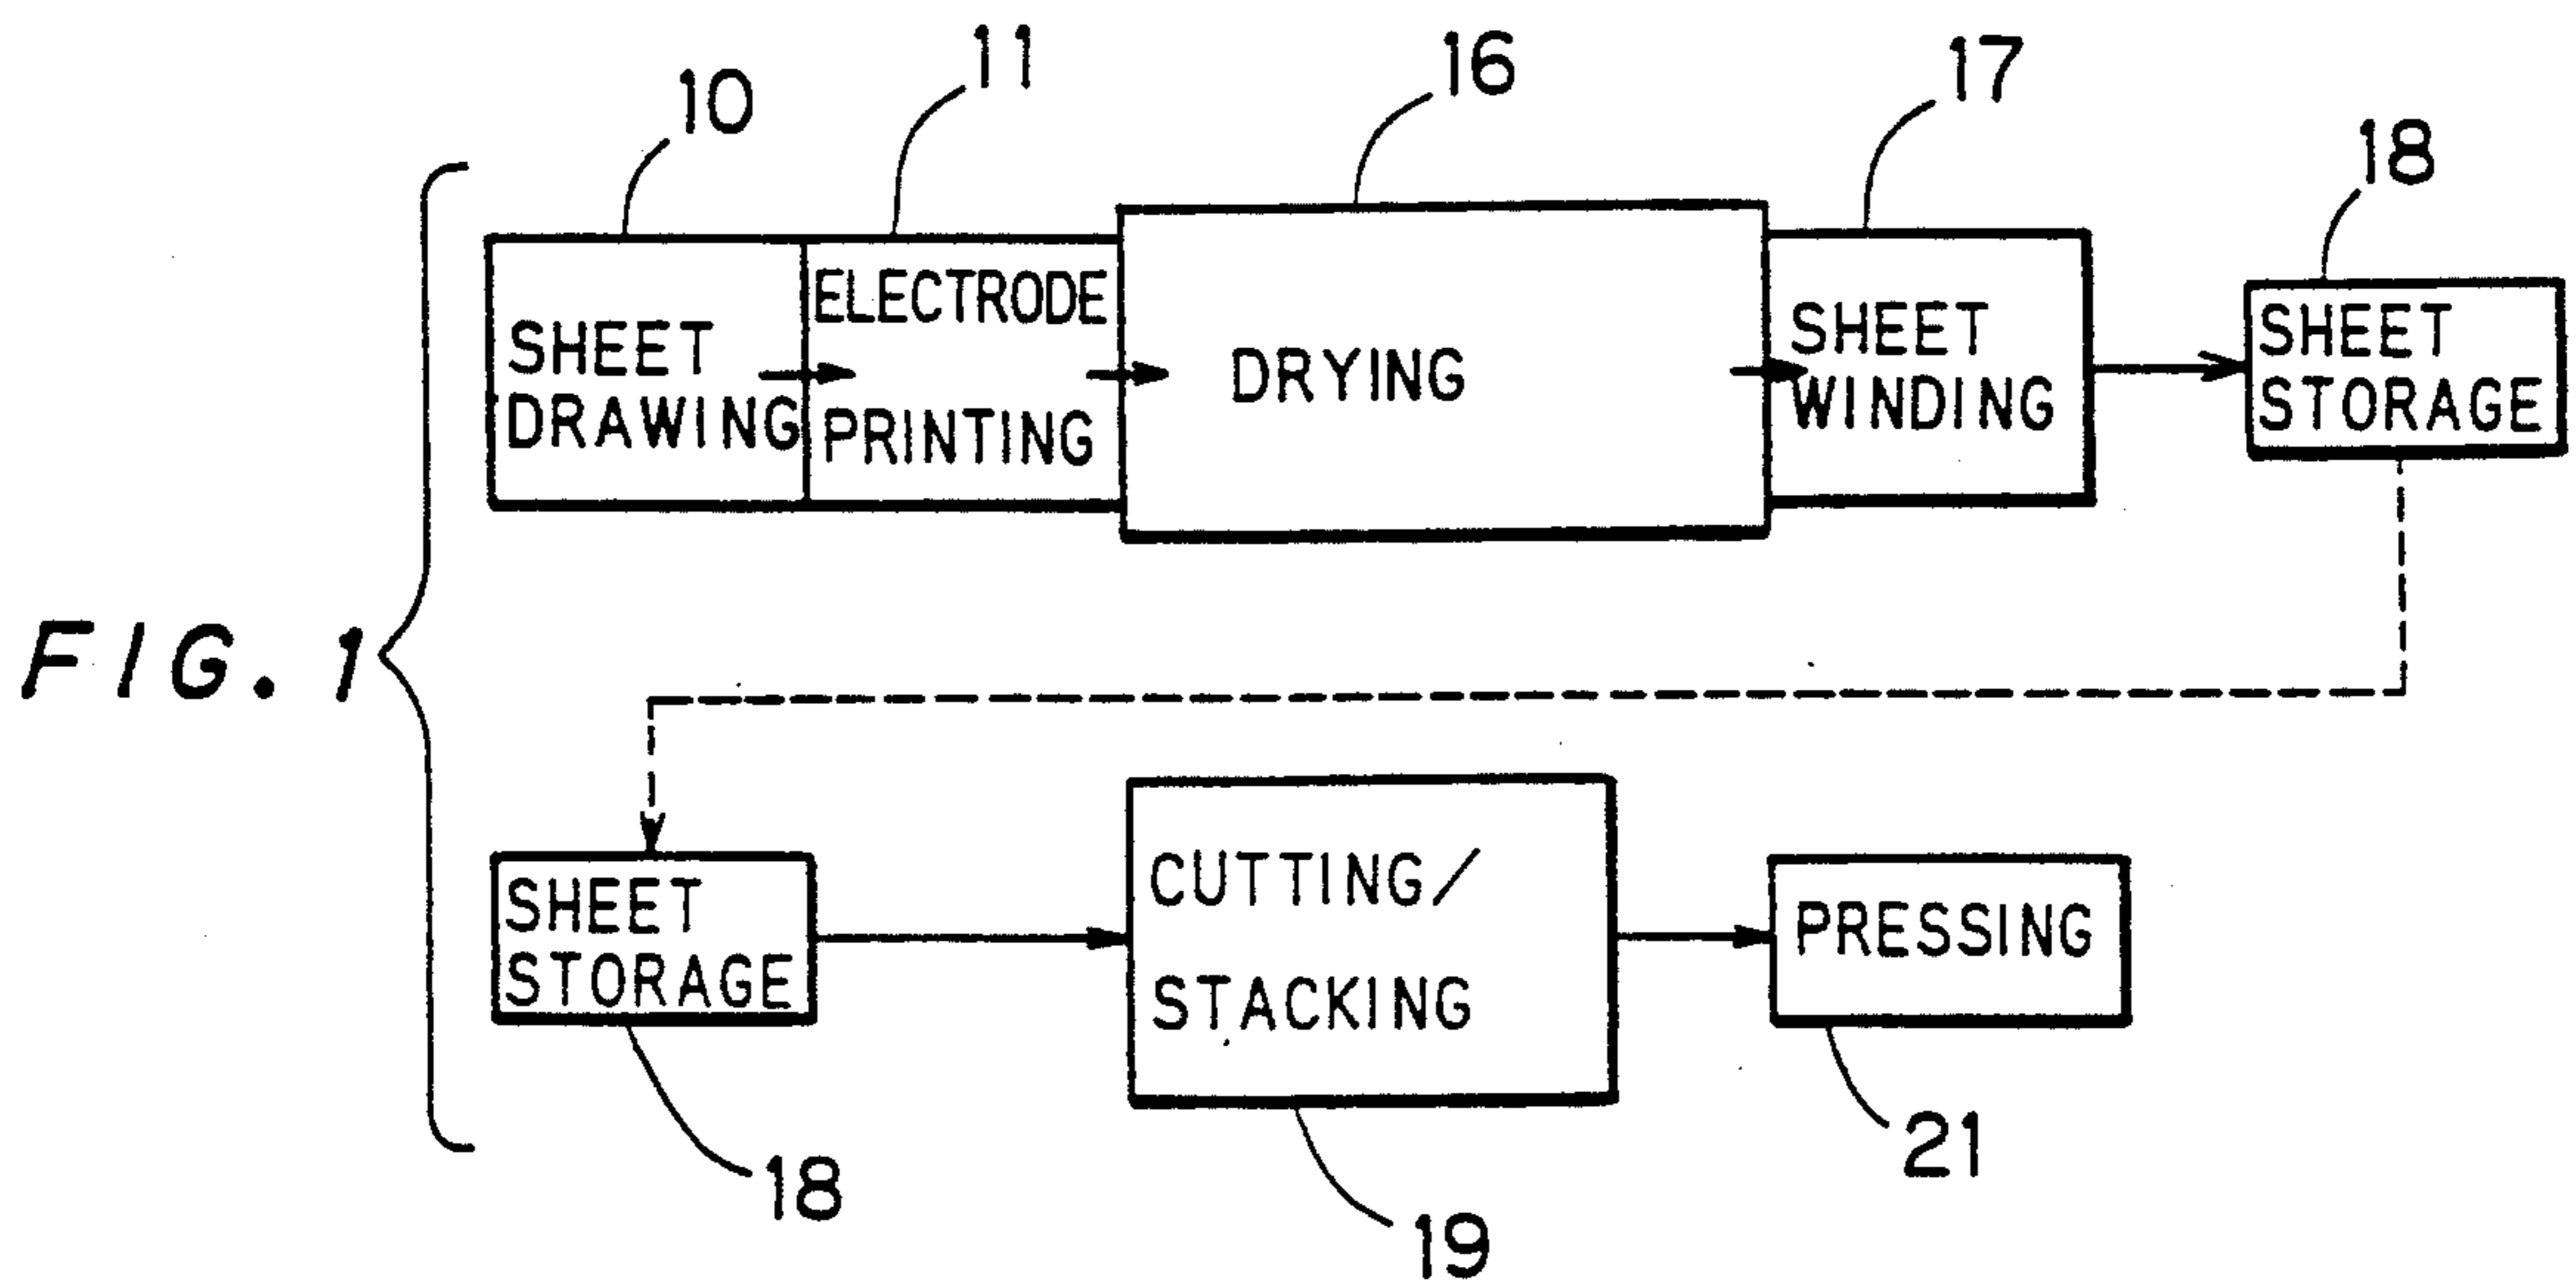 10
11
16
17
18
SHEET
DRAWING
ELECTRODE
PRINTING
DRYING
SHEET
WINDING
SHEET
STORAGE
FIG. 1
SHEET
STORAGE
CUTTING/
STACKING
PRESSING
18
19
21